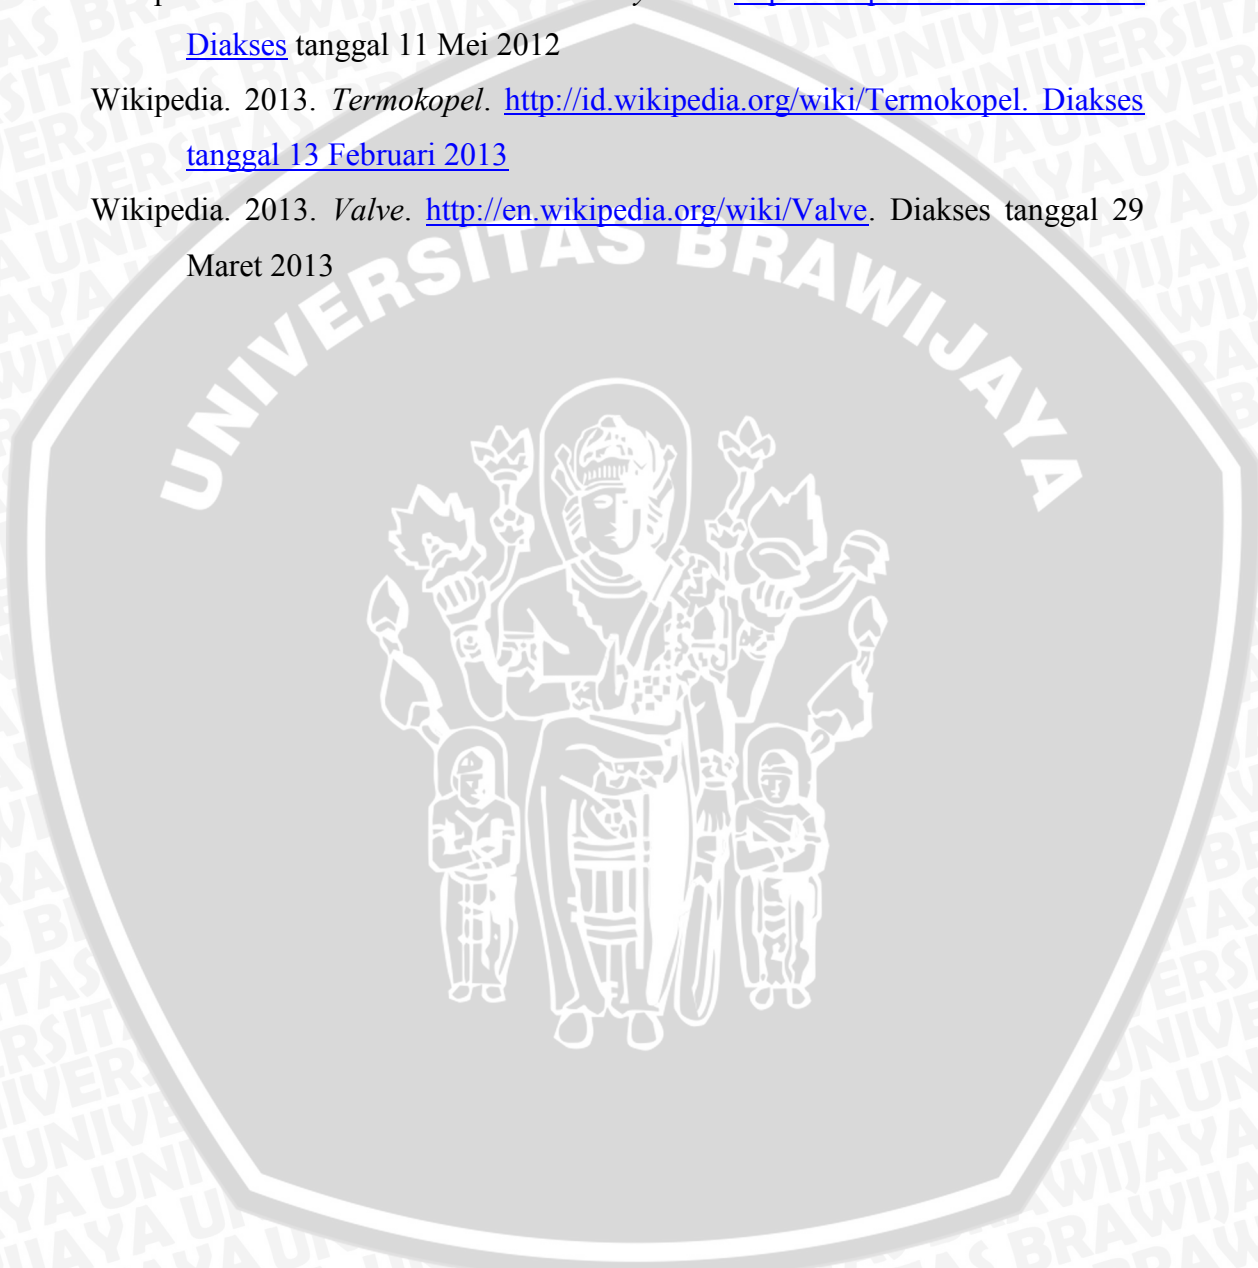 Diakses tanggal 11 Mei 2012
Wikipedia. 2013. Termokopel. http://id.wikipedia.org/wiki/Termokopel. Diakses
tanggal 13 Februari 2013
Wikipedia. 2013. Valve. http://en.wikipedia.org/wiki/Valve. Diakses tanggal 29
Maret 2013
UNIVERSITAS BRAWIJAYA